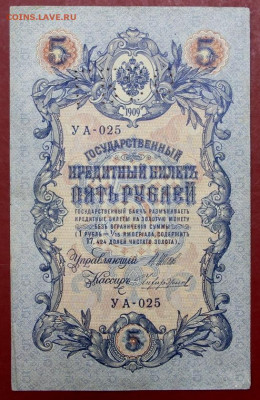 COINS.LAVE.RU
5 5
1909
УА-025
ГОСУДАРСТВЕННЫЙ
КРЕДИТНЫЙ БИЛЕТЪ
ПЯТЬ РУБЛЕЙ
ГОСУДАРСТВЕННЫЙ БАНКЪ РАЗМѢНИВАЕТЪ
КРЕДИТНЫЕ БИЛЕТЫ НА ЗОЛОТУЮ МОНЕТУ
БЕЗЪ ОГРАНИЧЕНІЯ СУММЫ
(1 РУБЛЬ = 1/15 ИМПЕРІАЛА, СОДЕРЖИТЪ
17,424 ДОЛЕЙ ЧИСТАГО ЗОЛОТА)
Управляющій
Кассиръ
УА-025
5